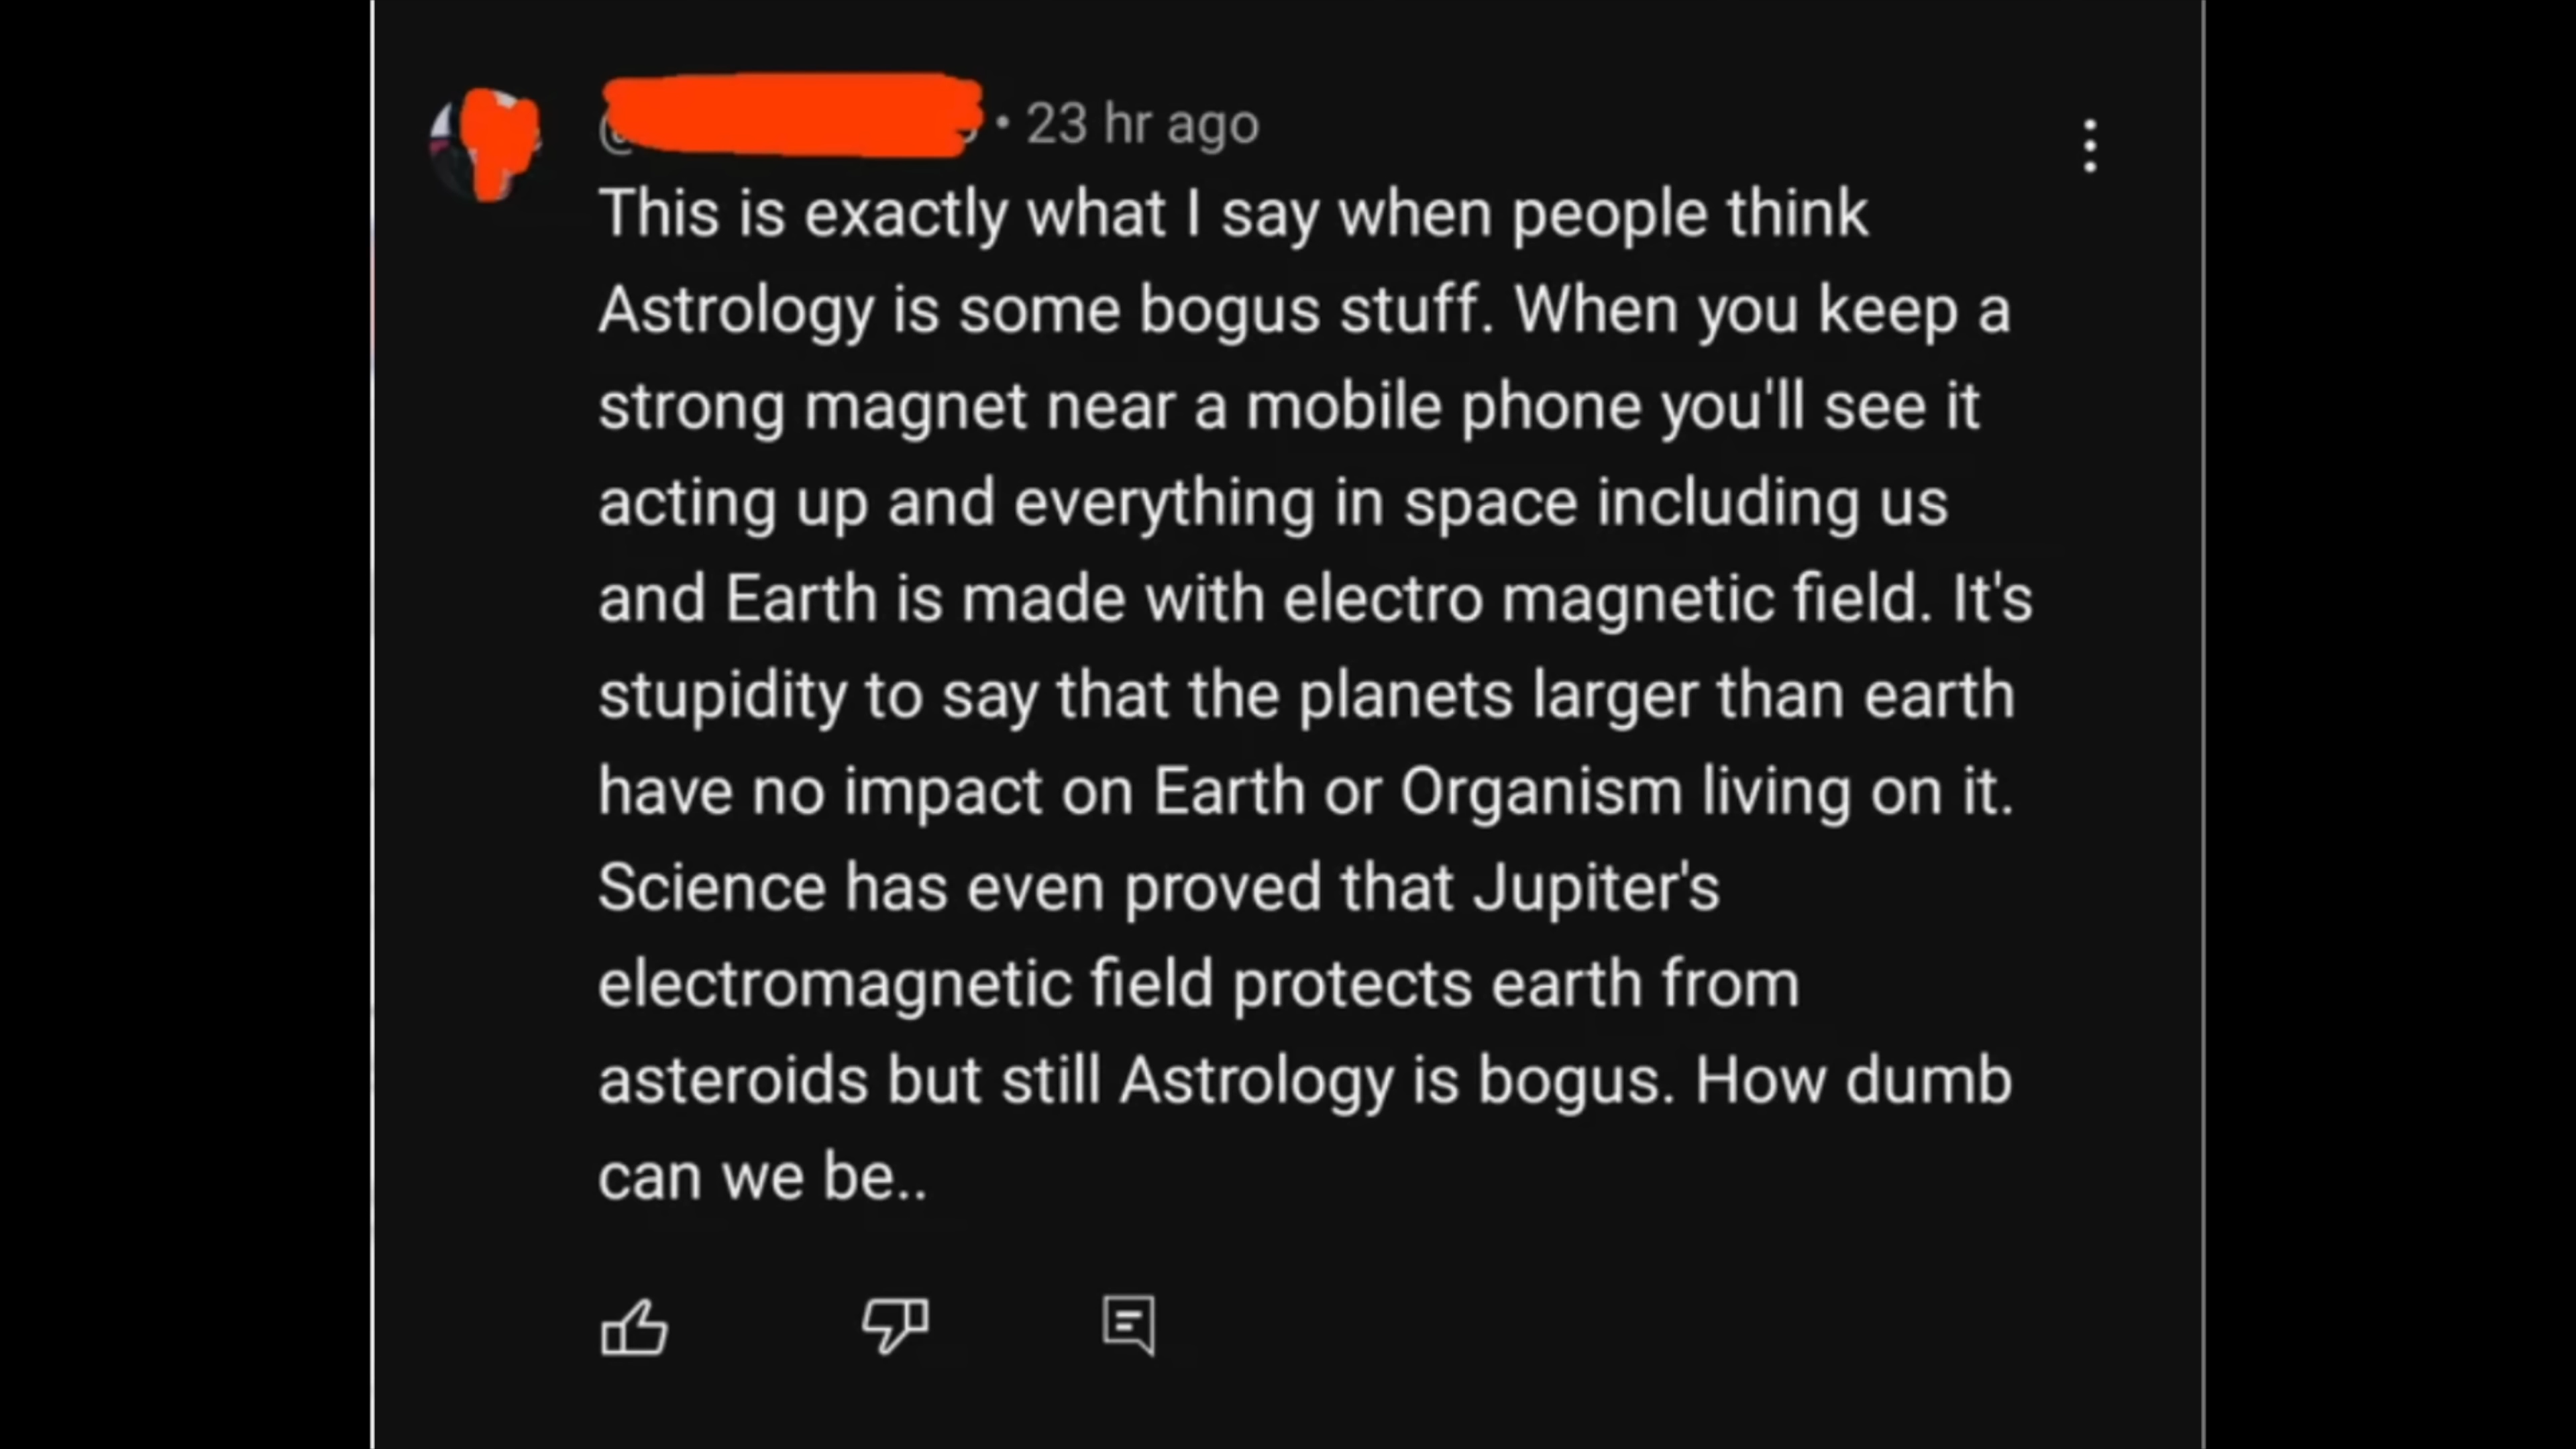 • 23 hr ago
This is exactly what I say when people think
Astrology is some bogus stuff. When you keep a
strong magnet near a mobile phone you'll see it
acting up and everything in space including us
and Earth is made with electro magnetic field. It's
stupidity to say that the planets larger than earth
have no impact on Earth or Organism living on it.
Science has even proved that Jupiter's
electromagnetic field protects earth from
asteroids but still Astrology is bogus. How dumb
can we be..